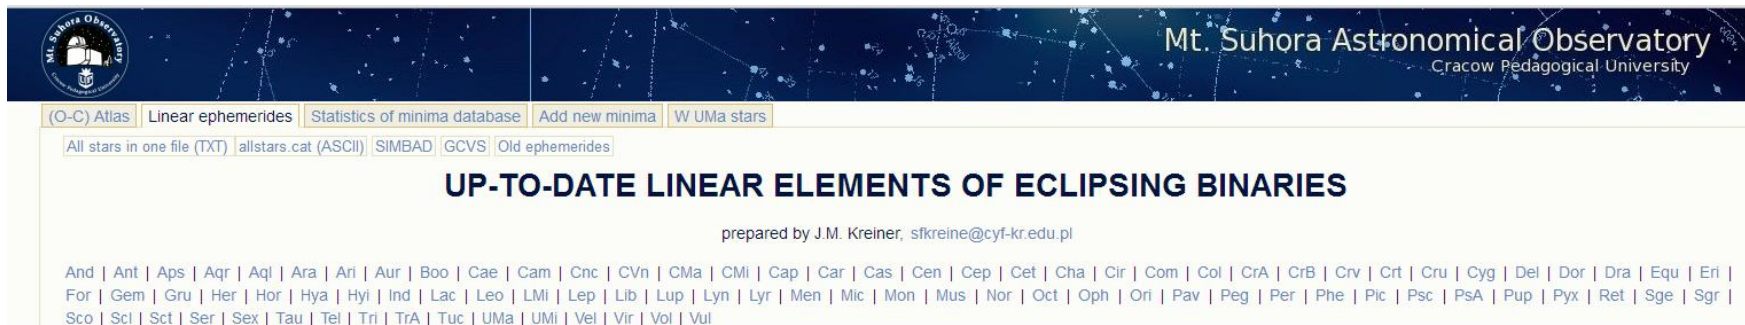 Mt. Suhora Observatory
Cracow Pedagogical University
Mt. Suhora Astronomical Observatory
Cracow Pedagogical University
(O-C) Atlas Linear ephemerides Statistics of minima database Add new minima W UMa stars
All stars in one file (TXT) allstars.cat (ASCII) SIMBAD GCVS Old ephemerides
UP-TO-DATE LINEAR ELEMENTS OF ECLIPSING BINARIES
prepared by J.M. Kreiner, sfkreine@cyf-kr.edu.pl
And | Ant | Aps | Aqr | Aql | Ara | Ari | Aur | Boo | Cae | Cam | Cnc | CVn | CMa | CMi | Cap | Car | Cas | Cen | Cep | Cet | Cha | Cir | Com | Col | CrA | CrB | Crv | Crt | Cru | Cyg | Del | Dor | Dra | Equ | Eri |
For | Gem | Gru | Her | Hor | Hya | Hyi | Ind | Lac | Leo | LMi | Lep | Lib | Lup | Lyn | Lyr | Men | Mic | Mon | Mus | Nor | Oct | Oph | Ori | Pav | Peg | Per | Phe | Pic | Psc | PsA | Pup | Pyx | Ret | Sge | Sgr |
Sco | Scl | Sct | Ser | Sex | Tau | Tel | Tri | TrA | Tuc | UMa | UMi | Vel | Vir | Vol | Vul